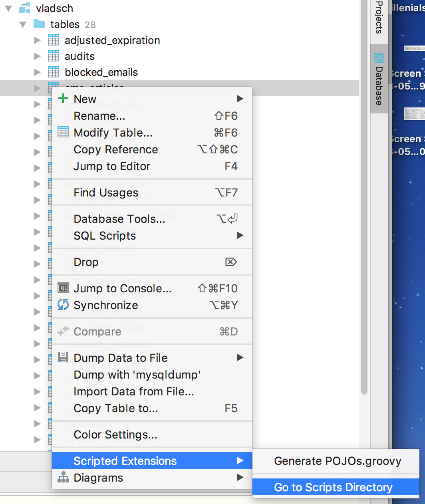 vladsch
tables 28
adjusted_expiration
audits
blocked_emails
New
Rename... ⇧F6
Modify Table... ⌘F6
Copy Reference ⌥⇧⌘C
Jump to Editor F4
Find Usages ⌥F7
Database Tools... ⌥⏎
SQL Scripts
Drop ⌦
Jump to Console... ⇧⌘F10
Synchronize ⌥⌘Y
Compare ⌘D
Dump Data to File
Dump with 'mysqldump'
Import Data from File...
Copy Table to... F5
Color Settings...
Scripted Extensions
Diagrams
Generate POJOs.groovy
Go to Scripts Directory
Projects
Database
illenials
Screen S
8-05...9
Screen S
8-05...0